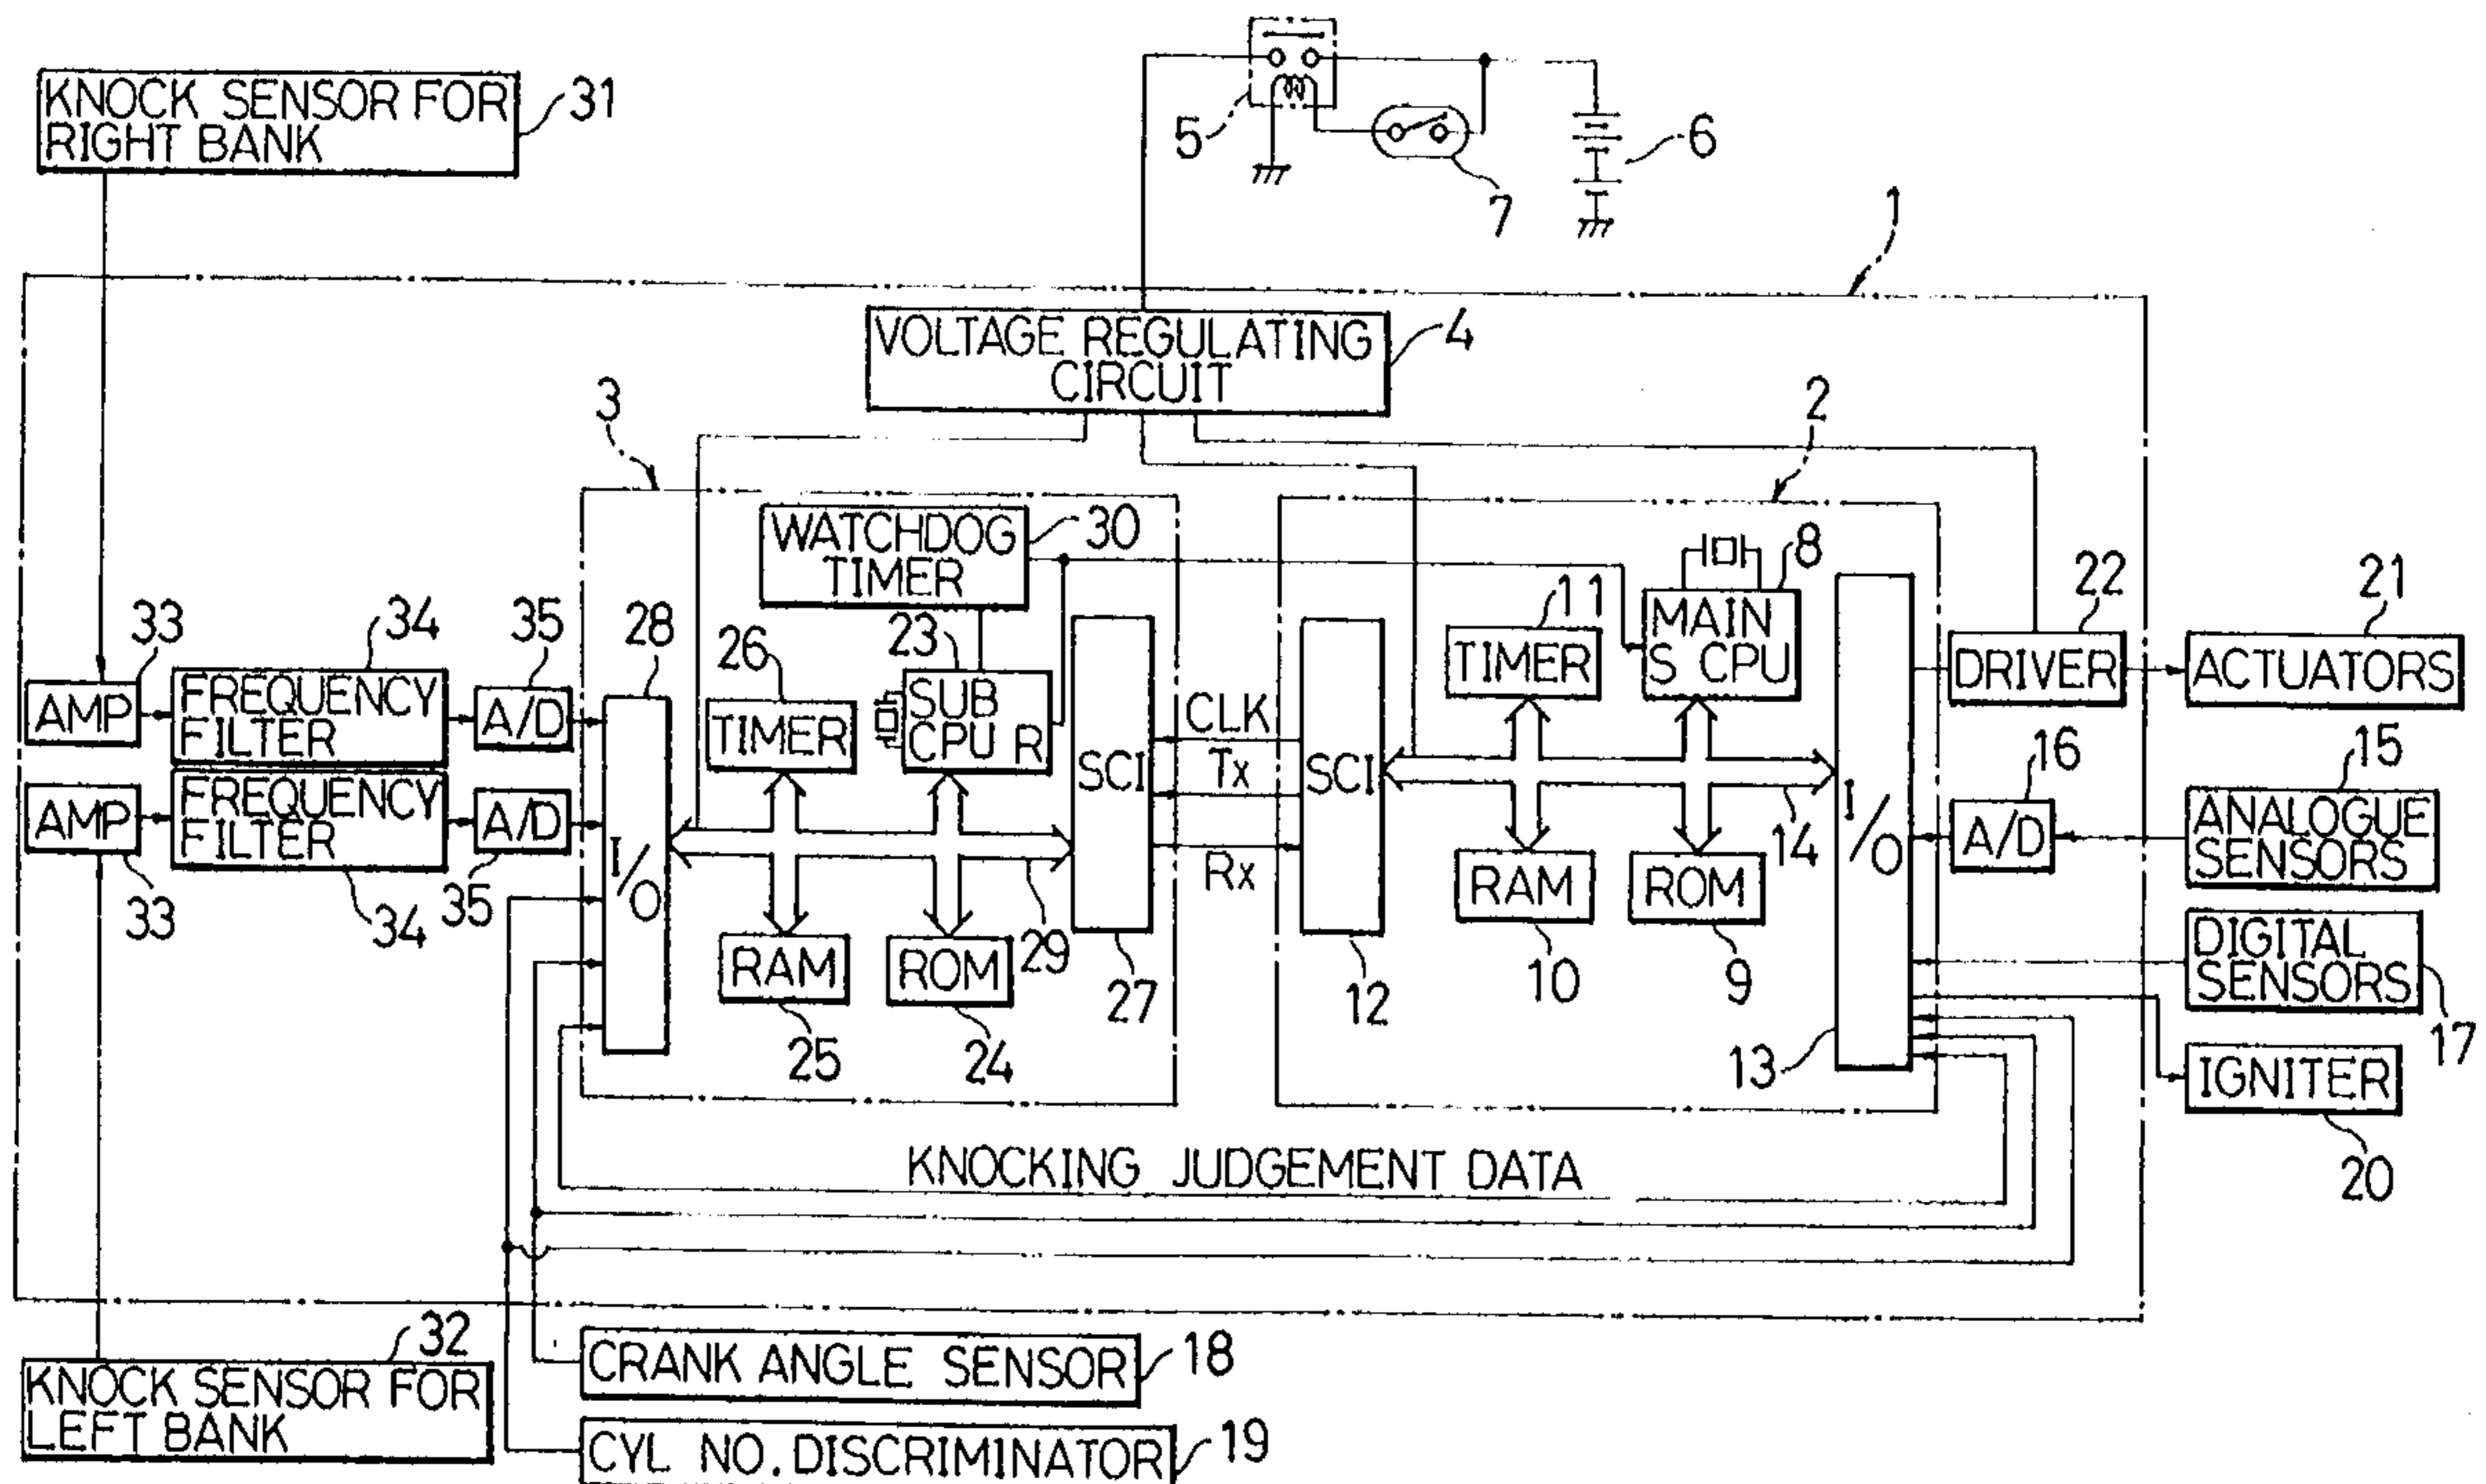 KNOCK SENSOR FOR
RIGHT BANK
31
5
7
6
1
VOLTAGE REGULATING
CIRCUIT
4
3
2
WATCHDOG
TIMER
30
8
33
34
35
28
26
23
11
22
21
AMP
FREQUENCY
FILTER
A/D
TIMER
SUB
CPU R
SCI
CLK
Tx
Rx
SCI
TIMER
MAIN
S CPU
DRIVER
ACTUATORS
16
15
AMP
FREQUENCY
FILTER
A/D
I/O
14
I/O
A/D
ANALOGUE
SENSORS
33
34
35
RAM
ROM
29
RAM
ROM
DIGITAL
SENSORS
25
24
27
12
10
9
13
17
IGNITER
20
KNOCKING JUDGEMENT DATA
32
KNOCK SENSOR FOR
LEFT BANK
CRANK ANGLE SENSOR
18
CYL NO. DISCRIMINATOR
19